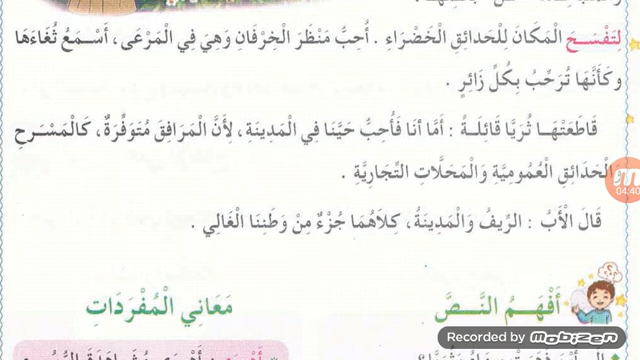 لِتَفْسَحَ الْمَكَانَ لِلْحَدَائِقِ الْخَضْرَاءِ . أُحِبُّ مَنْظَرَ الْخِرْفَانِ وَهِيَ فِي الْمَرْعَى، أَسْمَعُ ثُغَاءَهَا
وَكَأَنَّهَا تُرَحِّبُ بِكُلِّ زَائِرٍ .
قَاطَعَتْهَا ثُرَيَّا قَائِلَةً : أَمَّا أَنَا فَأُحِبُّ حَيَّنَا فِي الْمَدِينَةِ، لِأَنَّ الْمَرَافِقَ مُتَوَفِّرَةٌ، كَالْمَسْرَحِ
وَالْحَدَائِقِ الْعُمُومِيَّةِ وَالْمَحَلَّاتِ التِّجَارِيَّةِ .
قَالَ الْأَبُ : الرِّيفُ وَالْمَدِينَةُ، كِلَاهُمَا جُزْءٌ مِنْ وَطَنِنَا الْغَالِي .
أَفْهَمُ النَّصَّ
مَعَانِي الْمُفْرَدَاتِ
04:40
Recorded by Mobizen